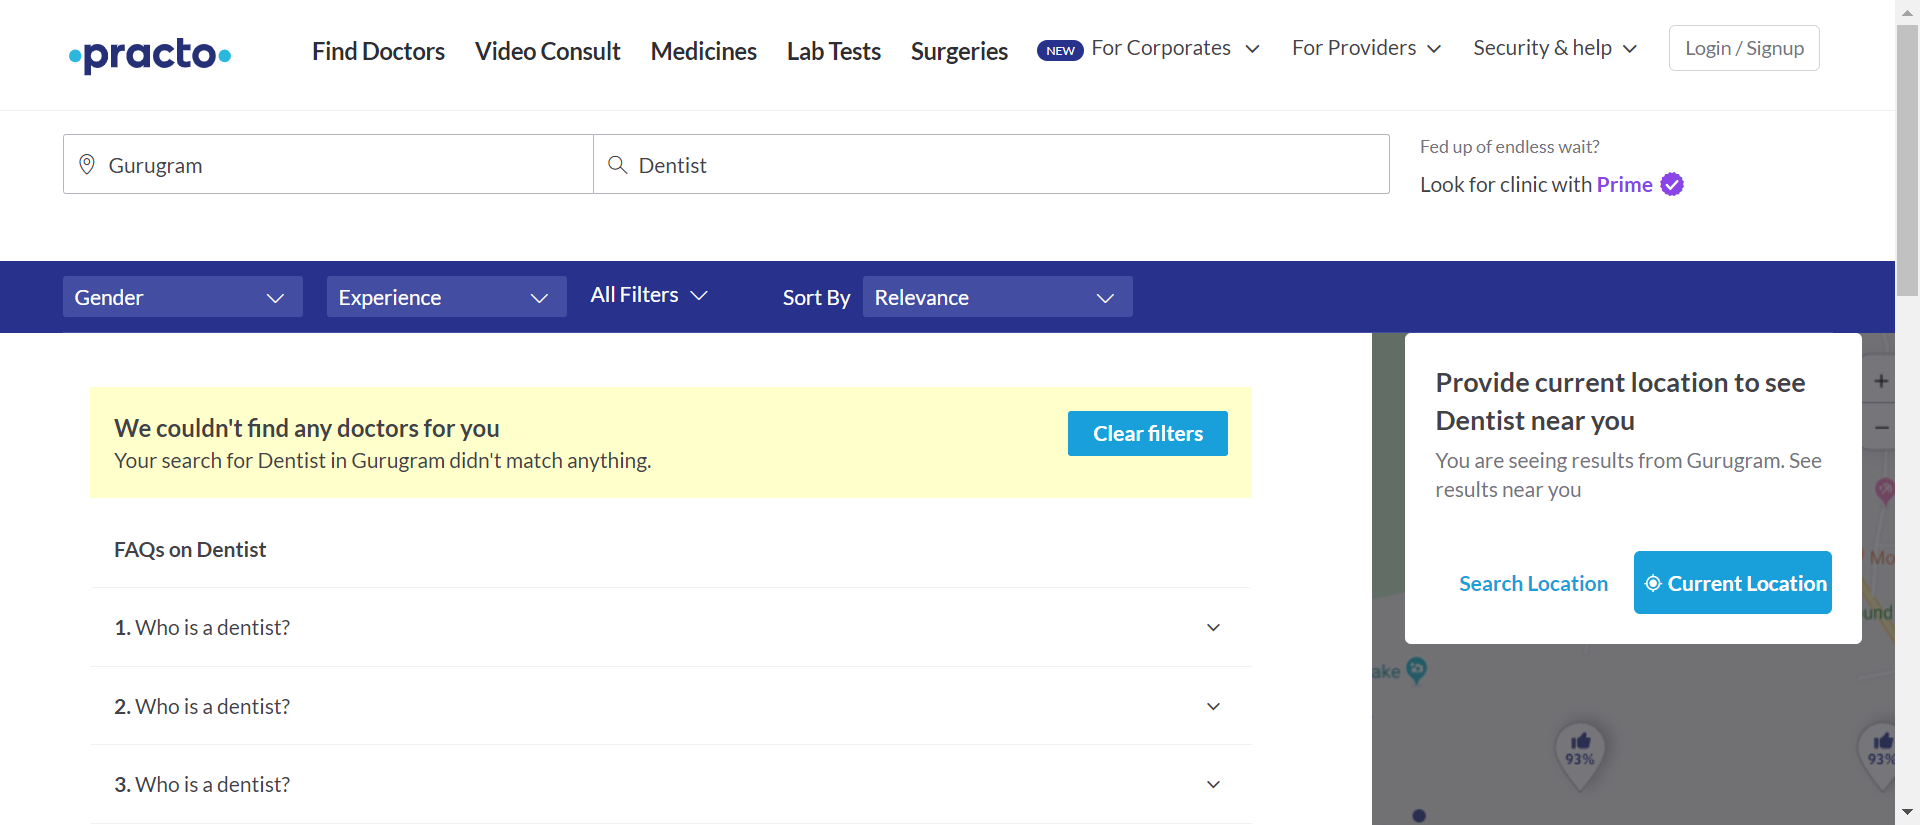 practo
Find Doctors
Video Consult
Medicines
Lab Tests
Surgeries
NEW
For Corporates
For Providers
Security & help
Login / Signup
Gurugram
Dentist
Fed up of endless wait?
Look for clinic with Prime
Gender
Experience
All Filters
Sort By
Relevance
We couldn't find any doctors for you
Your search for Dentist in Gurugram didn't match anything.
Clear filters
FAQs on Dentist
1. Who is a dentist?
2. Who is a dentist?
3. Who is a dentist?
Provide current location to see
Dentist near you
You are seeing results from Gurugram. See
results near you
Search Location
Current Location
+
−
93%
93%